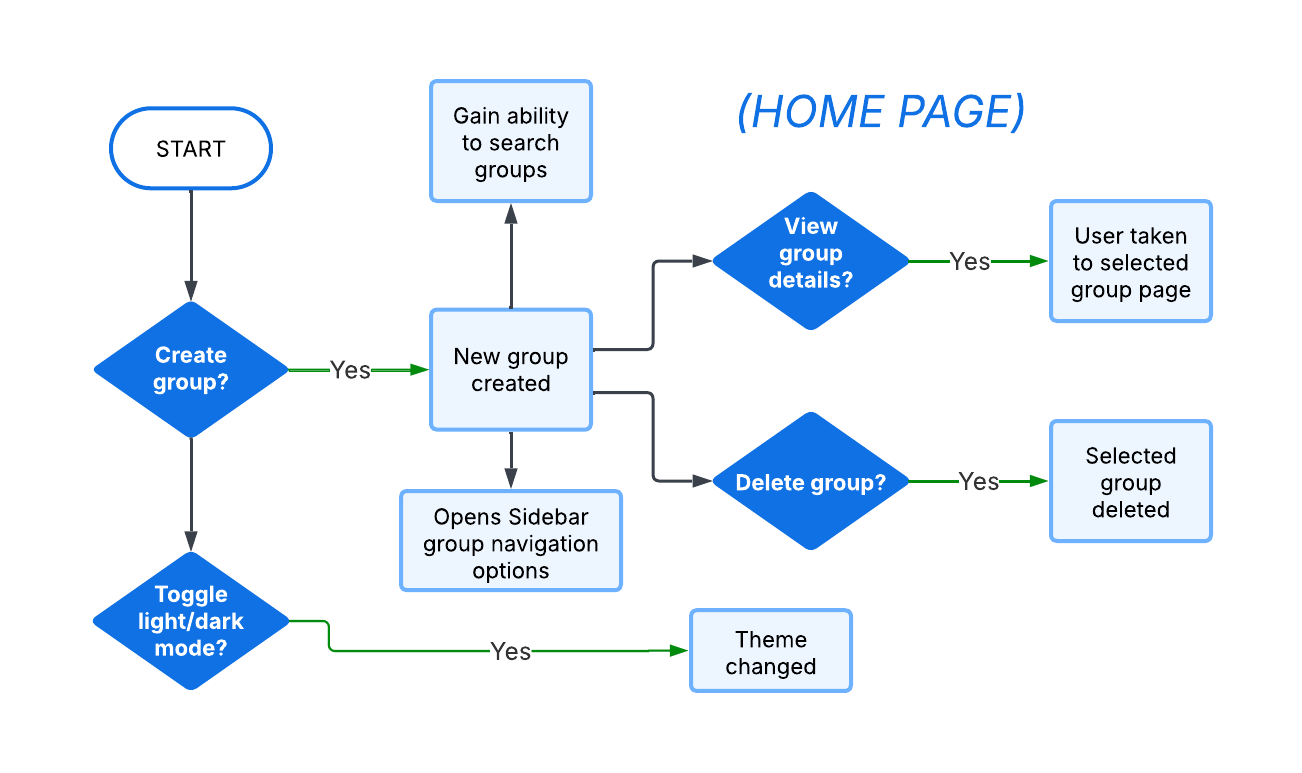 (HOME PAGE)
START
Gain ability
to search
groups
View
group
details?
Yes
User taken
to selected
group page
Create
group?
Yes
New group
created
Delete group?
Yes
Selected
group
deleted
Opens Sidebar
group navigation
options
Toggle
light/dark
mode?
Yes
Theme
changed